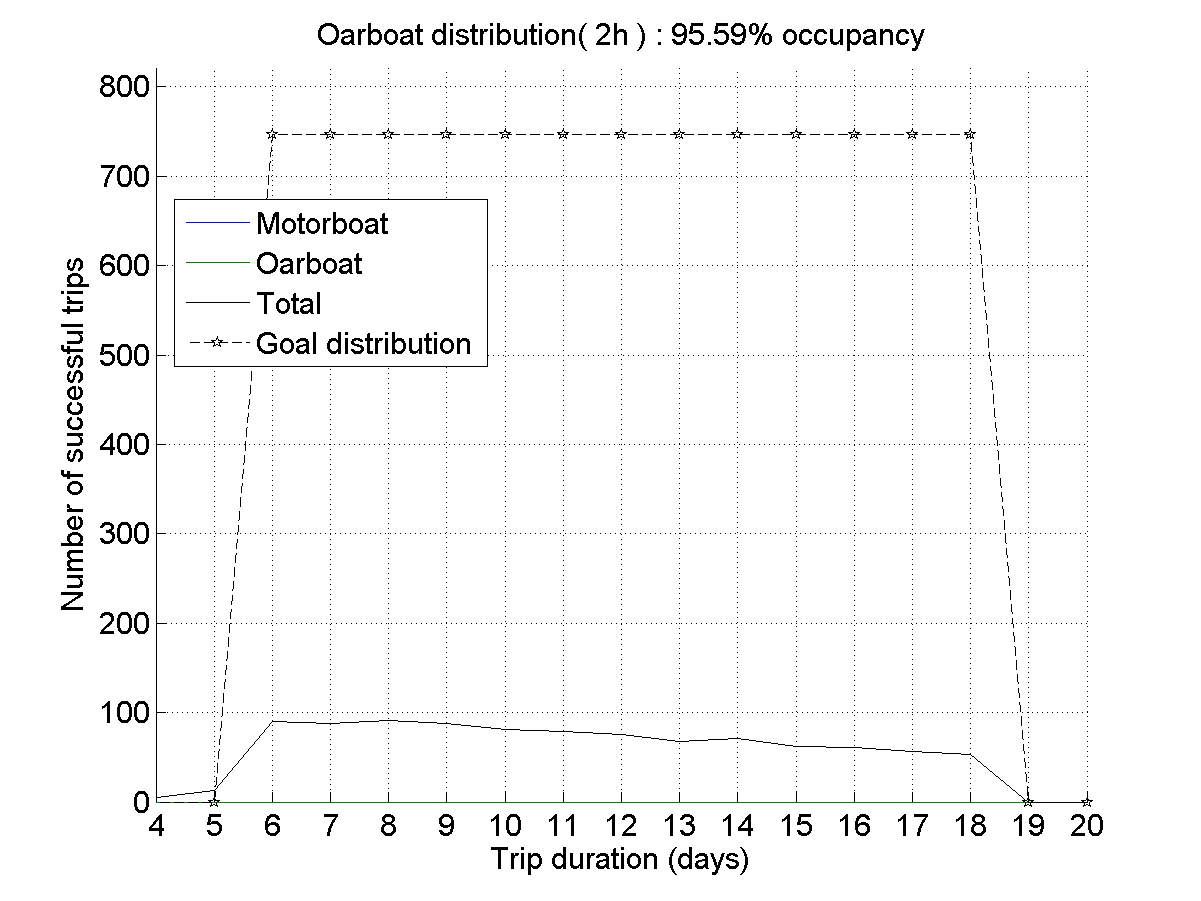 Oarboat distribution( 2h ) : 95.59% occupancy
Number of successful trips
800
700
600
500
400
300
200
100
0
Motorboat
Oarboat
Total
Goal distribution
4 5 6 7 8 9 10 11 12 13 14 15 16 17 18 19 20
Trip duration (days)